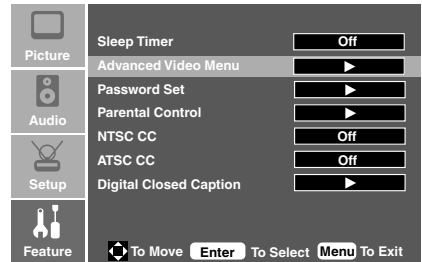 Picture
Audio
Setup
Feature
Sleep Timer Off
Advanced Video Menu
Password Set
Parental Control
NTSC CC Off
ATSC CC Off
Digital Closed Caption
To Move Enter To Select Menu To Exit